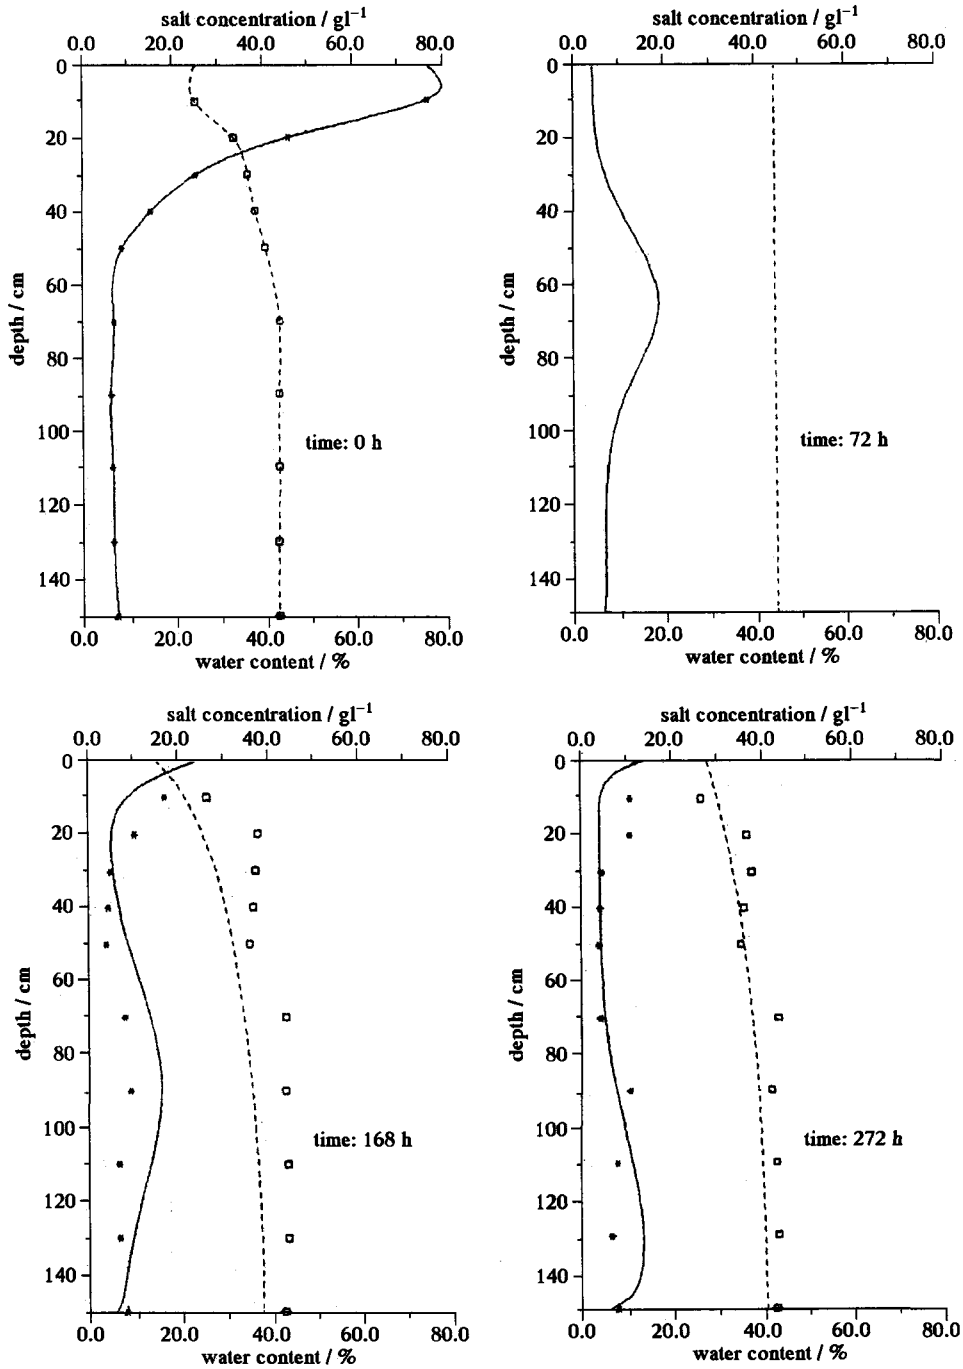 salt concentration / gl⁻¹
0.0 20.0 40.0 60.0 80.0
0
20
40
60
80
100
120
140
depth / cm
time: 0 h
0.0 20.0 40.0 60.0 80.0
water content / %
salt concentration / gl⁻¹
0.0 20.0 40.0 60.0 80.0
0
20
40
60
80
100
120
140
depth / cm
time: 72 h
0.0 20.0 40.0 60.0 80.0
water content / %
salt concentration / gl⁻¹
0.0 20.0 40.0 60.0 80.0
0
20
40
60
80
100
120
140
depth / cm
time: 168 h
0.0 20.0 40.0 60.0 80.0
water content / %
salt concentration / gl⁻¹
0.0 20.0 40.0 60.0 80.0
0
20
40
60
80
100
120
140
depth / cm
time: 272 h
0.0 20.0 40.0 60.0 80.0
water content / %